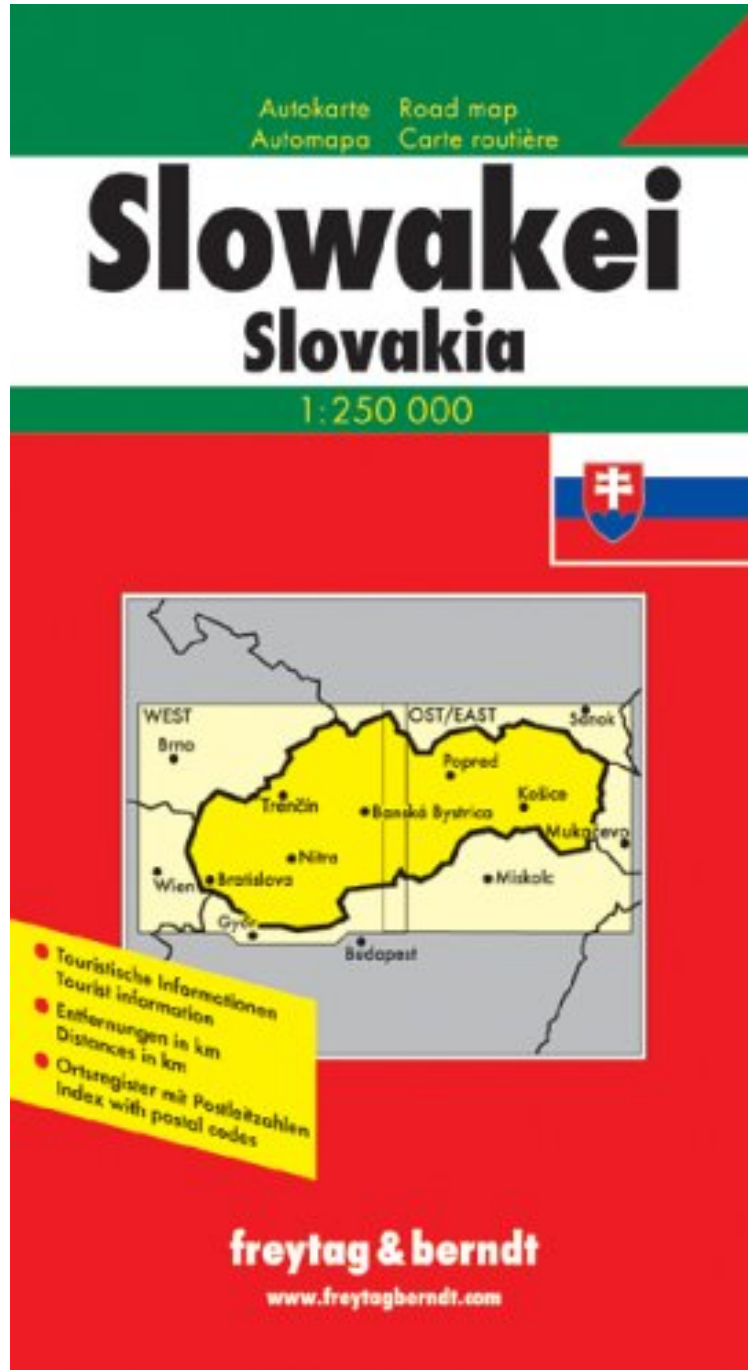 Autokarte Road map
Automapa Carte routière
Slowakei
Slovakia
1:250 000
WEST
OST/EAST
Sanok
Brno
Poprad
Trenčín
Košice
Banská Bystrica
Mukačevo
Nitra
Wien
Bratislava
Miskolc
Győr
Budapest
Touristische Informationen
Tourist information
Entfernungen in km
Distances in km
Ortsregister mit Postleitzahlen
Index with postal codes
freytag & berndt
www.freytagberndt.com